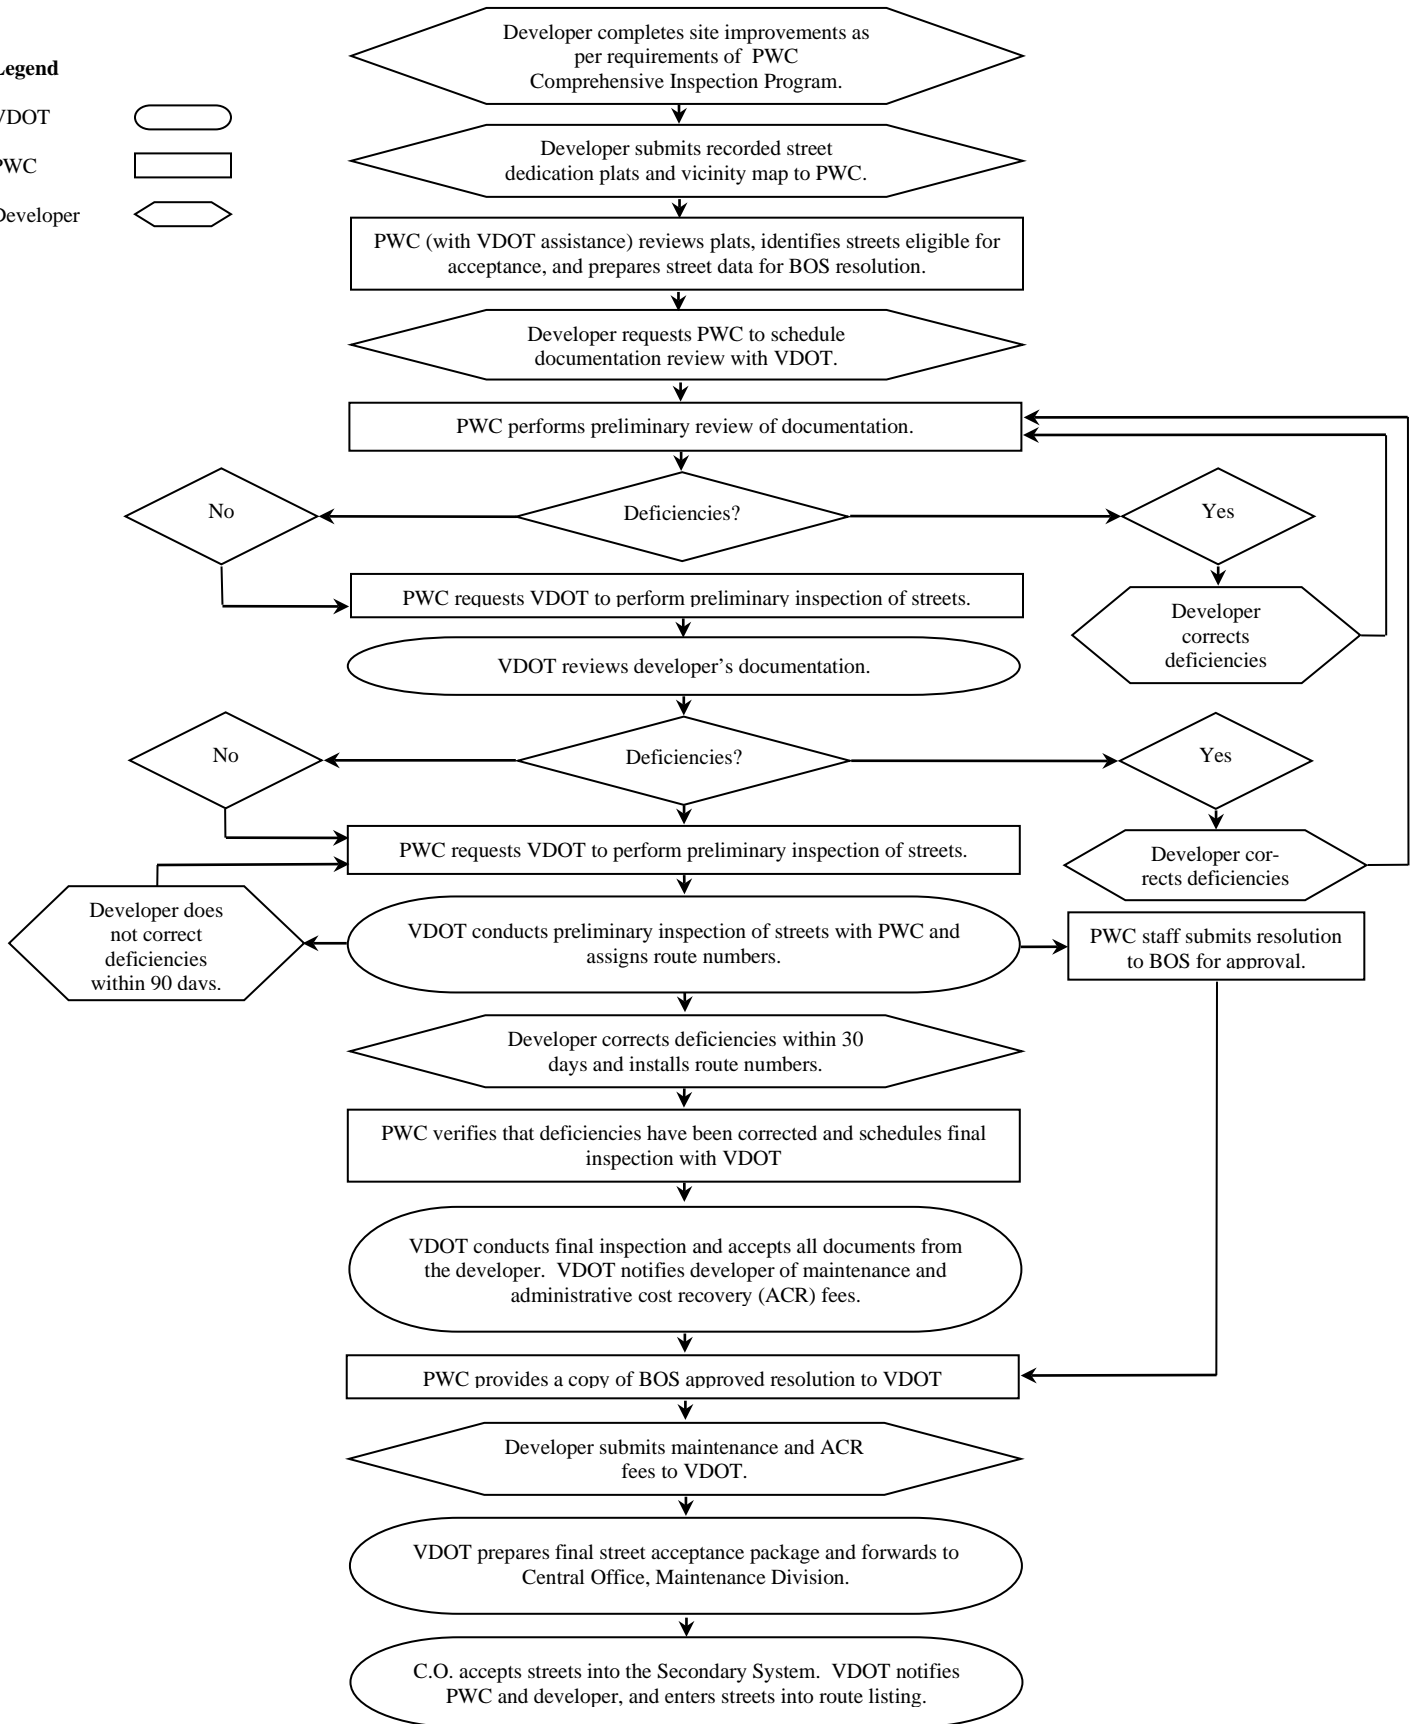 Developer completes site improvements as
per requirements of  PWC
Comprehensive Inspection Program.
Legend
VDOT
PWC
Developer
Developer submits recorded street
dedication plats and vicinity map to PWC.
PWC (with VDOT assistance) reviews plats, identifies streets eligible for
acceptance, and prepares street data for BOS resolution.
Developer requests PWC to schedule
documentation review with VDOT.
PWC performs preliminary review of documentation.
No
Deficiencies?
Yes
PWC requests VDOT to perform preliminary inspection of streets.
Developer
corrects
deficiencies
VDOT reviews developer’s documentation.
No
Deficiencies?
Yes
PWC requests VDOT to perform preliminary inspection of streets.
Developer cor-
rects deficiencies
Developer does
not correct
deficiencies
within 90 days.
VDOT conducts preliminary inspection of streets with PWC and
assigns route numbers.
PWC staff submits resolution
to BOS for approval.
Developer corrects deficiencies within 30
days and installs route numbers.
PWC verifies that deficiencies have been corrected and schedules final
inspection with VDOT
VDOT conducts final inspection and accepts all documents from
the developer.  VDOT notifies developer of maintenance and
administrative cost recovery (ACR) fees.
PWC provides a copy of BOS approved resolution to VDOT
Developer submits maintenance and ACR
fees to VDOT.
VDOT prepares final street acceptance package and forwards to
Central Office, Maintenance Division.
C.O. accepts streets into the Secondary System.  VDOT notifies
PWC and developer, and enters streets into route listing.